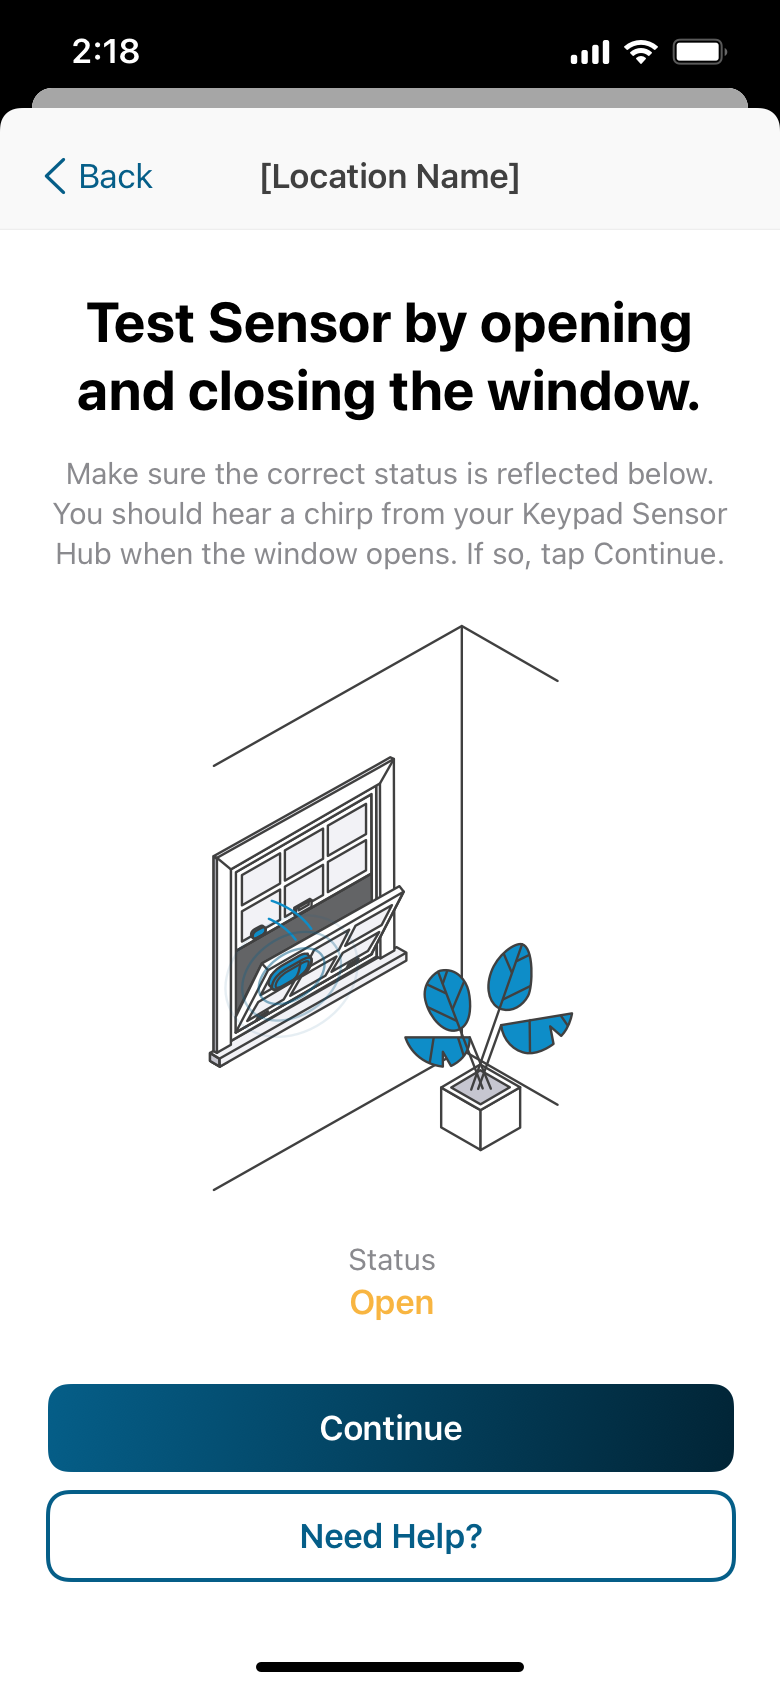 2:18
Back
[Location Name]
Test Sensor by opening
and closing the window.
Make sure the correct status is reflected below.
You should hear a chirp from your Keypad Sensor
Hub when the window opens. If so, tap Continue.
Status
Open
Continue
Need Help?